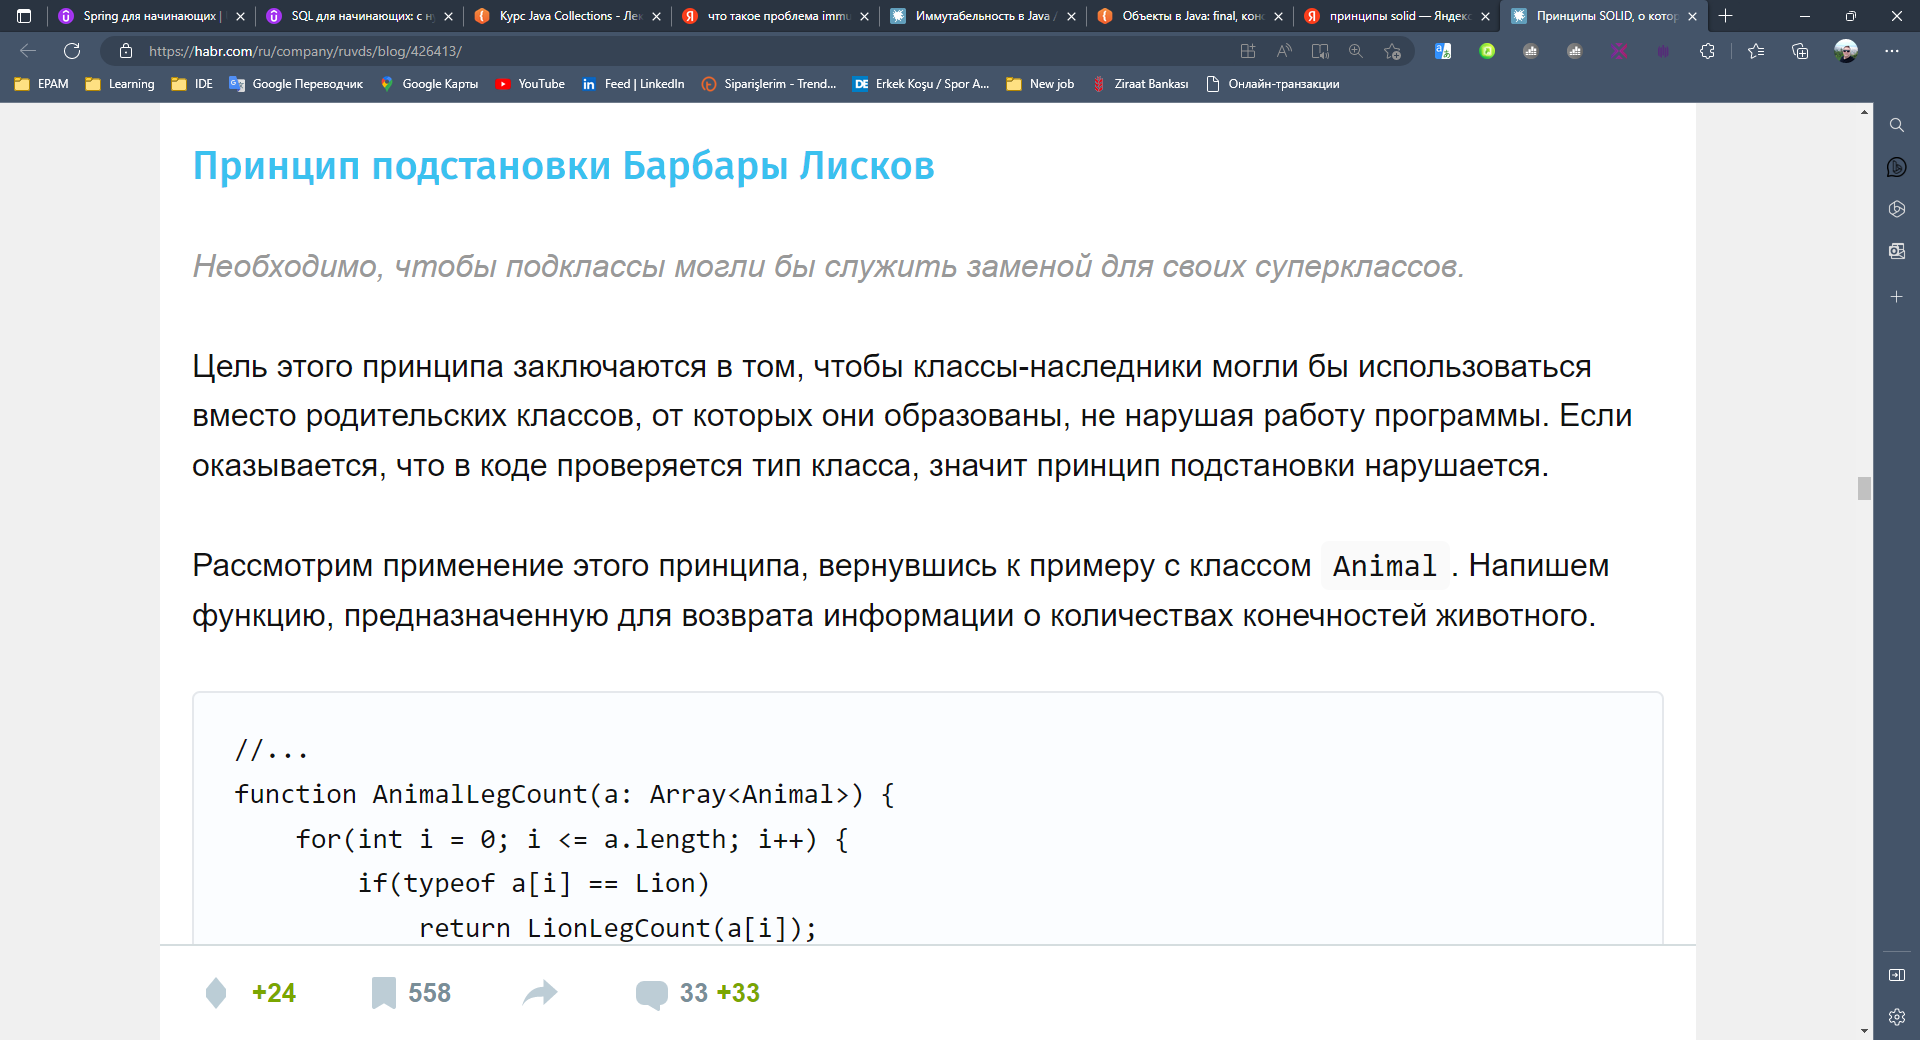 Spring для начинающих |
SQL для начинающих: с н
Курс Java Collections - Ле
что такое проблема immu
Иммутабельность в Java /
Объекты в Java: final, кон
принципы solid — Яндекс
Принципы SOLID, о котор
https://habr.com/ru/company/ruvds/blog/426413/
EPAM
Learning
IDE
Google Переводчик
Google Карты
YouTube
Feed | LinkedIn
Siparişlerim - Trend...
Erkek Koşu / Spor A...
New job
Ziraat Bankası
Онлайн-транзакции
Принцип подстановки Барбары Лисков
Необходимо, чтобы подклассы могли бы служить заменой для своих суперклассов.
Цель этого принципа заключаются в том, чтобы классы-наследники могли бы использоваться
вместо родительских классов, от которых они образованы, не нарушая работу программы. Если
оказывается, что в коде проверяется тип класса, значит принцип подстановки нарушается.
Рассмотрим применение этого принципа, вернувшись к примеру с классом Animal . Напишем
функцию, предназначенную для возврата информации о количествах конечностей животного.
//...
function AnimalLegCount(a: Array<Animal>) {
    for(int i = 0; i <= a.length; i++) {
        if(typeof a[i] == Lion)
            return LionLegCount(a[i]);
+24
558
33 +33